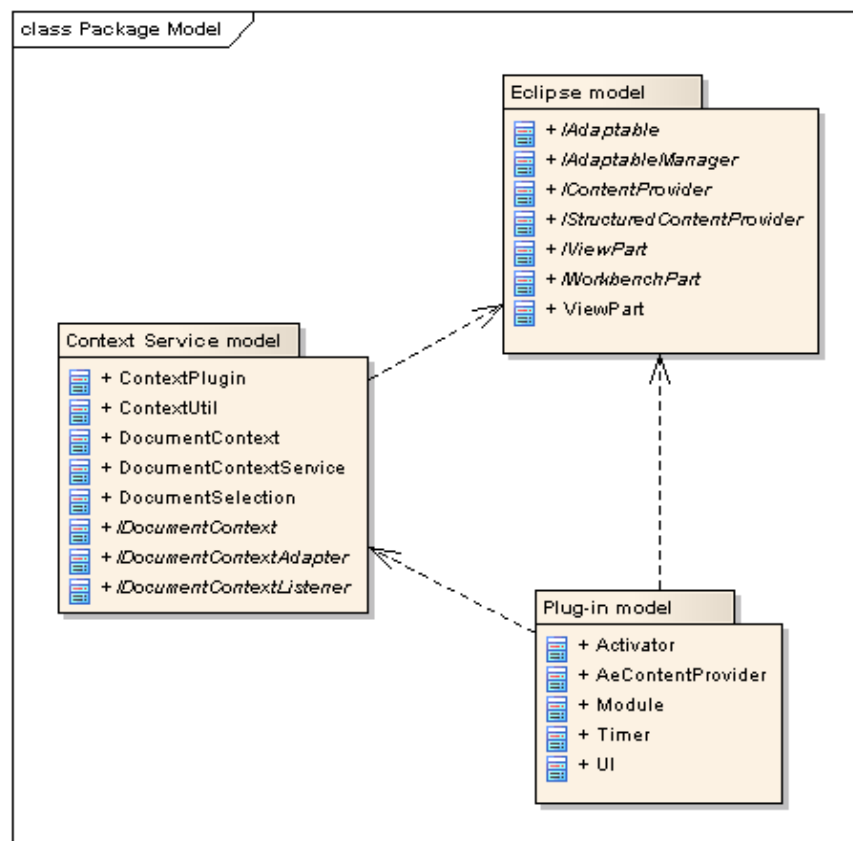 class Package Model
Eclipse model
+ IAdaptable
+ IAdaptableManager
+ IContentProvider
+ IStructuredContentProvider
+ IViewPart
+ IWorkbenchPart
+ ViewPart
Context Service model
+ ContextPlugin
+ ContextUtil
+ DocumentContext
+ DocumentContextService
+ DocumentSelection
+ IDocumentContext
+ IDocumentContextAdapter
+ IDocumentContextListener
Plug-in model
+ Activator
+ AeContentProvider
+ Module
+ Timer
+ UI